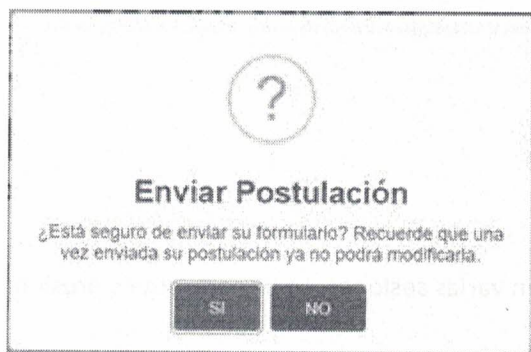 ?
Enviar Postulación
¿Está seguro de enviar su formulario? Recuerde que una
vez enviada su postulación ya no podrá modificarla.
SI
NO